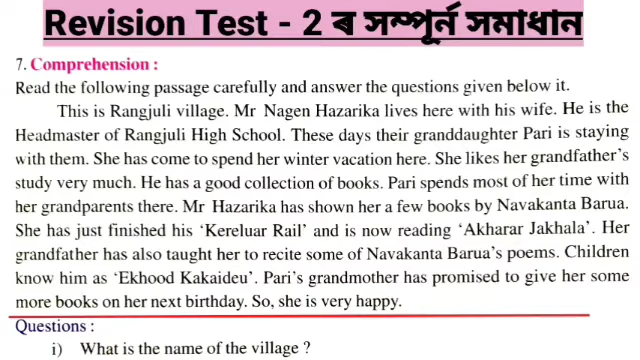 Revision Test - 2 ৰ সম্পূৰ্ন সমাধান
7. Comprehension :
Read the following passage carefully and answer the questions given below it.
This is Rangjuli village. Mr Nagen Hazarika lives here with his wife. He is the
Headmaster of Rangjuli High School. These days their granddaughter Pari is staying
with them. She has come to spend her winter vacation here. She likes her grandfather's
study very much. He has a good collection of books. Pari spends most of her time with
her grandparents there. Mr Hazarika has shown her a few books by Navakanta Barua.
She has just finished his 'Kereluar Rail' and is now reading 'Akharar Jakhala'. Her
grandfather has also taught her to recite some of Navakanta Barua's poems. Children
know him as 'Ekhood Kakaideu'. Pari's grandmother has promised to give her some
more books on her next birthday. So, she is very happy.
Questions :
i) What is the name of the village ?